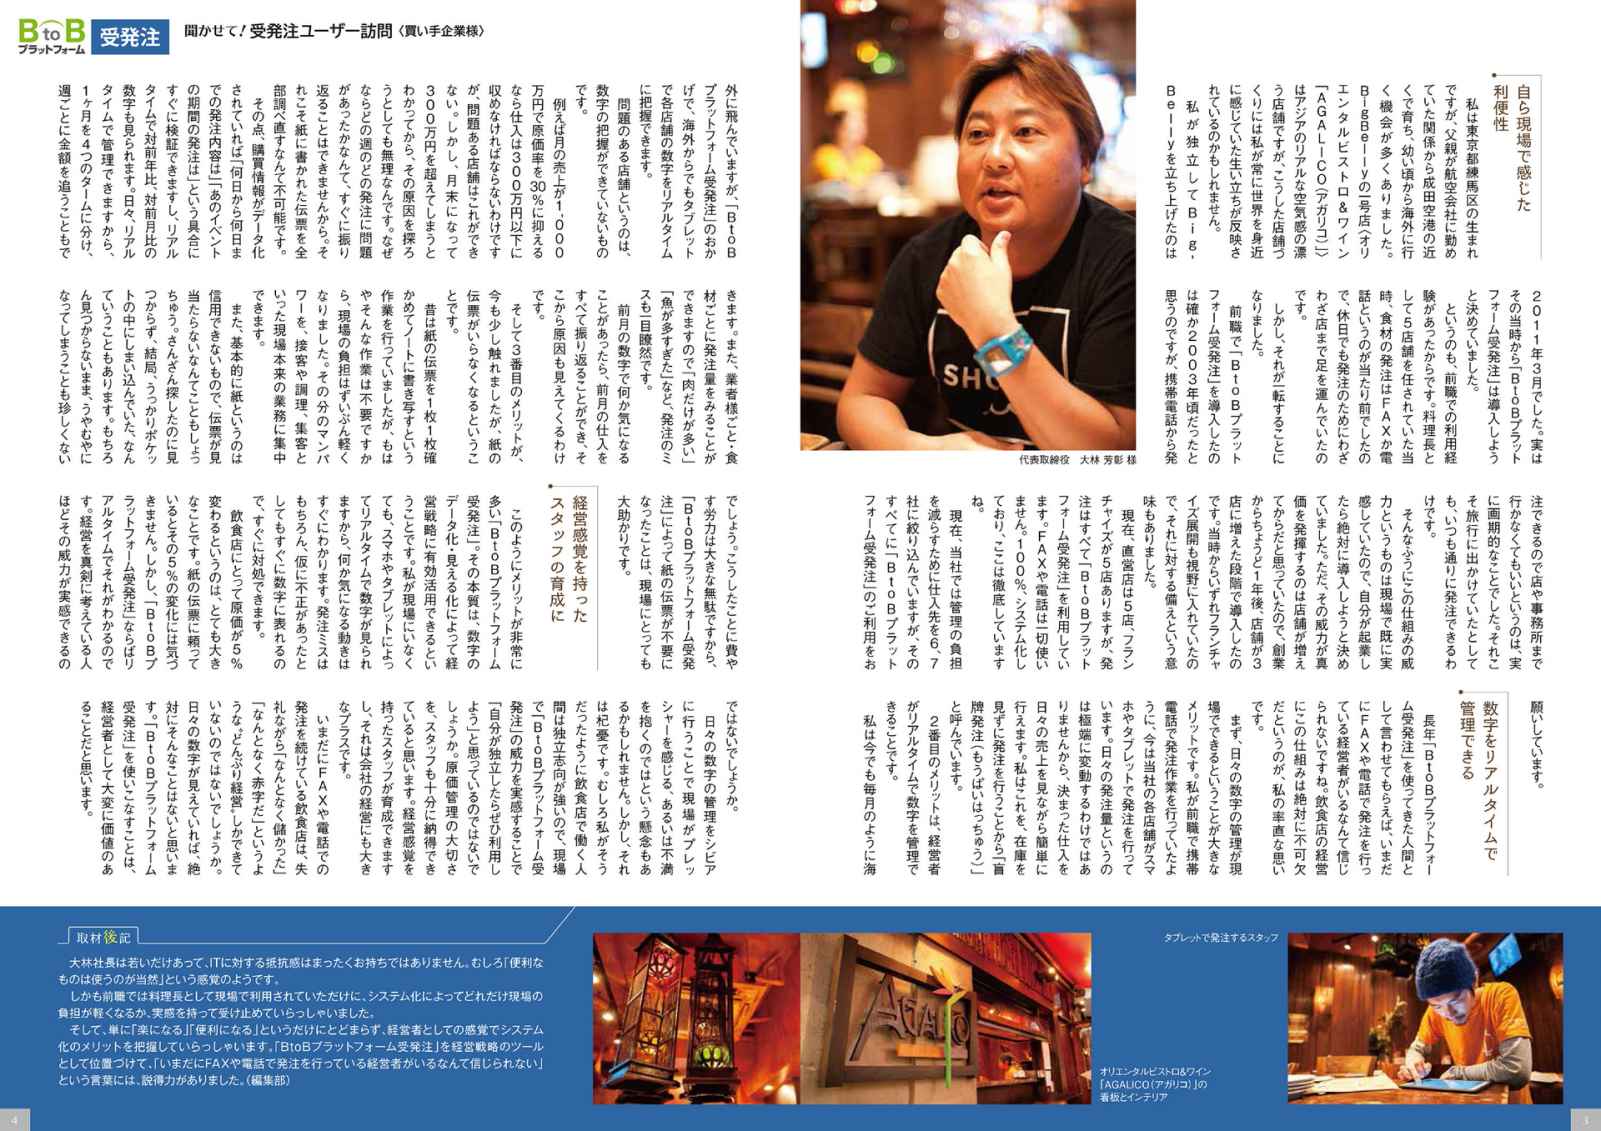 BtoB
プラットフォーム
受発注
聞かせて!受発注ユーザー訪問〈買い手企業様〉
自ら現場で感じた
利便性
私は東京都練馬区の生まれ
ですが、父親が航空会社に勤め
ていた関係から成田空港の近
くで育ち、幼い頃から海外に行
く機会が多くありました。
BigBellyの一号店〈オリ
エンタルビストロ&ワイン
「AGALICO(アガリコ)」〉
はアジアのリアルな空気感の漂
う店舗ですが、こうした店舗づ
くりには私が常に世界を身近
に感じていた生い立ちが反映さ
れているのかもしれません。
私が独立してBig,
Bellyを立ち上げたのは
2011年3月でした。実は
その当時から「BtoBプラット
フォーム受発注」は導入しよう
と決めていました。
というのも、前職での利用経
験があったからです。料理長と
して5店舗を任されていた当
時、食材の発注はFAXか電
話というのが当たり前でしたの
で、休日でも発注のためにわざ
わざ店まで足を運んでいたの
です。
しかし、それが一転することに
なりました。
前職で「BtoBプラット
フォーム受発注」を導入したの
は確か2003年頃だったと
思うのですが、携帯電話から発
注できるので店や事務所まで
行かなくてもいいというのは、実
に画期的なことでした。それこ
そ旅行に出かけていたとして
も、いつも通りに発注できるわ
けです。
そんなふうにこの仕組みの威
力というものは現場で既に実
感していたので、自分が起業し
たら絶対に導入しようと決め
ていました。ただ、その威力が真
価を発揮するのは店舗が増え
てからだと思っていたので、創業
からちょうど1年後、店舗が3
店に増えた段階で導入したの
です。当時からいずれフランチャ
イズ展開も視野に入れていたの
で、それに対する備えという意
味もありました。
現在、直営店は5店、フラン
チャイズが5店ありますが、発
注はすべて「BtoBプラット
フォーム受発注」を利用してい
ます。FAXや電話は一切使い
ません。100%、システム化し
ており、ここは徹底しています
ね。
現在、当社では管理の負担
を減らすために仕入先を6、7
社に絞り込んでいますが、その
すべてに「BtoBプラット
フォーム受発注」のご利用をお
願いしています。
数字をリアルタイムで
管理できる
長年「BtoBプラットフォー
ム受発注」を使ってきた人間と
して言わせてもらえば、いまだ
にFAXや電話で発注を行っ
ている経営者がいるなんて信じ
られないですね。飲食店の経営
にこの仕組みは絶対に不可欠
だというのが、私の率直な思い
です。
まず、日々の数字の管理が現
場でできるということが大きな
メリットです。私が前職で携帯
電話で発注作業を行っていたよ
うに、今は当社の各店舗がスマ
ホやタブレットで発注を行って
います。日々の発注量というの
は極端に変動するわけではあ
りませんから、決まった仕入を
日々の売上を見ながら簡単に
行えます。私はこれを、在庫を
見ずに発注を行うことから「盲
牌発注(もうぱいはっちゅう)」
と呼んでいます。
2番目のメリットは、経営者
がリアルタイムで数字を管理で
きることです。
私は今でも毎月のように海
外に飛んでいますが、「BtoB
プラットフォーム受発注」のおか
げで、海外からでもタブレット
で各店舗の数字をリアルタイム
に把握できます。
問題のある店舗というのは、
数字の把握ができていないもの
です。
例えば月の売上が1,000
万円で原価率を30%に抑える
なら仕入は300万円以下に
収めなければならないわけです
が、問題ある店舗はこれができ
ない。しかし、月末になって
300万円を超えてしまうと
わかってから、その原因を探ろ
うとしても無理なんです。なぜ
ならどの週のどの発注に問題
があったかなんて、すぐに振り
返ることはできませんから。そ
れこそ紙に書かれた伝票を全
部調べ直すなんて不可能です。
その点、購買情報がデータ化
されていれば「何日から何日ま
での発注内容は」「あのイベント
の期間の発注は」という具合に
すぐに検証できますし、リアル
タイムで対前年比、対前月比の
数字も見られます。日々、リアル
タイムで管理できますから、
1ヶ月を4つのタームに分け、
週ごとに金額を追うこともで
きます。また、業者様ごと・食
材ごとに発注量をみることが
できますので「肉だけが多い」
「魚が多すぎた」など、発注のミ
スも一目瞭然です。
前月の数字で何か気になる
ことがあったら、前月の仕入を
すべて振り返ることができ、そ
こから原因も見えてくるわけ
です。
そして3番目のメリットが、
今も少し触れましたが、紙の
伝票がいらなくなるというこ
とです。
昔は紙の伝票を1枚1枚確
かめてノートに書き写すという
作業を行っていましたが、もは
やそんな作業は不要ですか
ら、現場の負担はずいぶん軽く
なりました。その分のマンパ
ワーを、接客や調理、集客と
いった現場本来の業務に集中
できます。
また、基本的に紙というのは
信用できないもので、伝票が見
当たらないなんてこともしょっ
ちゅう。さんざん探したのに見
つからず、結局、うっかりポケッ
トの中にしまい込んでいた、なん
ていうこともあります。もちろ
ん見つからないまま、うやむやに
なってしまうことも珍しくない
でしょう。こうしたことに費や
す労力は大きな無駄ですから、
「BtoBプラットフォーム受発
注」によって紙の伝票が不要に
なったことは、現場にとっても
大助かりです。
経営感覚を持った
スタッフの育成に
このようにメリットが非常に
多い「BtoBプラットフォーム
受発注」。その本質は、数字の
データ化・見える化によって経
営戦略に有効活用できるとい
うことです。私が現場にいなく
ても、スマホやタブレットによっ
てリアルタイムで数字が見られ
ますから、何か気になる動きは
すぐにわかります。発注ミスは
もちろん、仮に不正があったと
してもすぐに数字に表れるの
で、すぐに対処できます。
飲食店にとって原価が5%
変わるというのは、とても大き
なことです。紙の伝票に頼って
いるとその5%の変化には気づ
きません。しかし、「BtoBプ
ラットフォーム受発注」ならばリ
アルタイムでそれがわかるので
す。経営を真剣に考えている人
ほどその威力が実感できるの
ではないでしょうか。
日々の数字の管理をシビア
に行うことで現場がプレッ
シャーを感じる、あるいは不満
を抱くのではという懸念もあ
るかもしれません。しかし、それ
は杞憂です。むしろ私がそう
だったように飲食店で働く人
間は独立志向が強いので、現場
で「BtoBプラットフォーム受
発注」の威力を実感することで
「自分が独立したらぜひ利用し
よう」と思っているのではないで
しょうか。原価管理の大切さ
を、スタッフも十分に納得でき
ていると思います。経営感覚を
持ったスタッフが育成できます
し、それは会社の経営にも大き
なプラスです。
いまだにFAXや電話での
発注を続けている飲食店は、失
礼ながら「なんとなく儲かった」
「なんとなく赤字だ」というよ
うな“どんぶり経営”しかできて
いないのではないでしょうか。
日々の数字が見えていれば、絶
対にそんなことはないと思いま
す。「BtoBプラットフォーム
受発注」を使いこなすことは、
経営者として大変に価値のあ
ることだと思います。
代表取締役 大林 芳彰 様
SH
取材後記
大林社長は若いだけあって、ITに対する抵抗感はまったくお持ちではありません。むしろ「便利な
ものは使うのが当然」という感覚のようです。
しかも前職では料理長として現場で利用されていただけに、システム化によってどれだけ現場の
負担が軽くなるか、実感を持って受け止めていらっしゃいました。
そして、単に「楽になる」「便利になる」というだけにとどまらず、経営者としての感覚でシステム
化のメリットを把握していらっしゃいます。「BtoBプラットフォーム受発注」を経営戦略のツール
として位置づけて、「いまだにFAXや電話で発注を行っている経営者がいるなんて信じられない」
という言葉には、説得力がありました。(編集部)
AGALICO
オリエンタルビストロ&ワイン
「AGALICO(アガリコ)」の
看板とインテリア
タブレットで発注するスタッフ
4
3